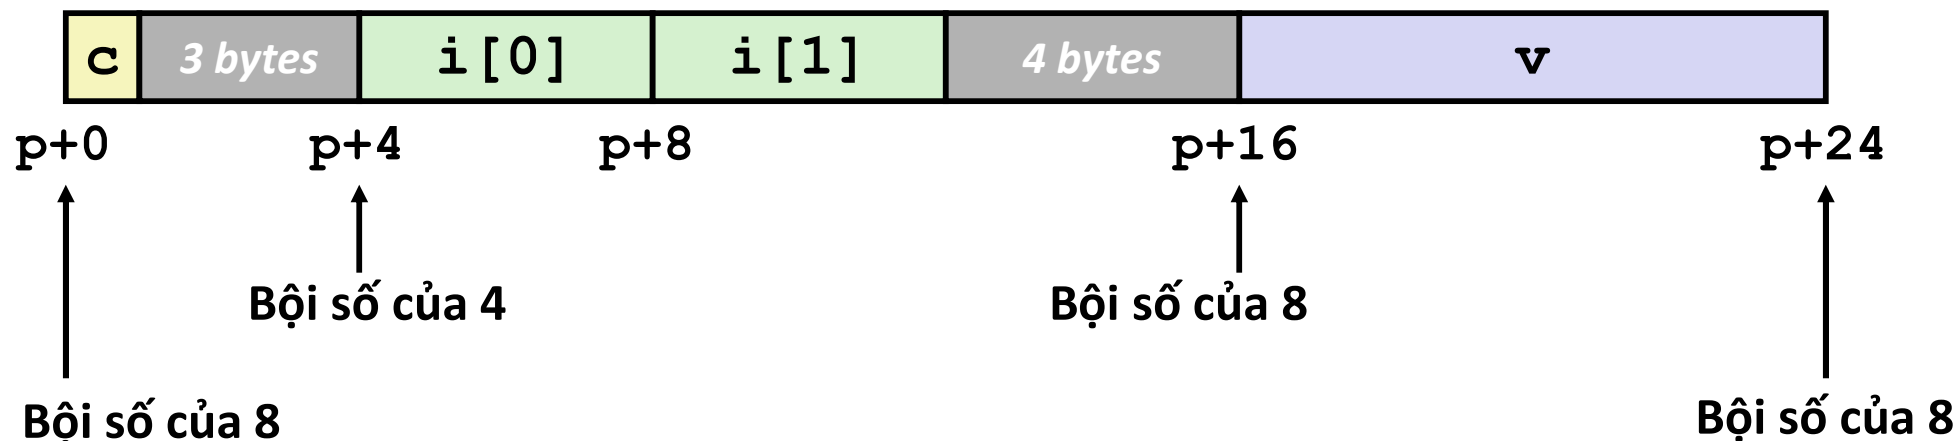 c 3 bytes i[0] i[1] 4 bytes v
p+0 p+4 p+8 p+16 p+24
Bội số của 4 Bội số của 8
Bội số của 8 Bội số của 8